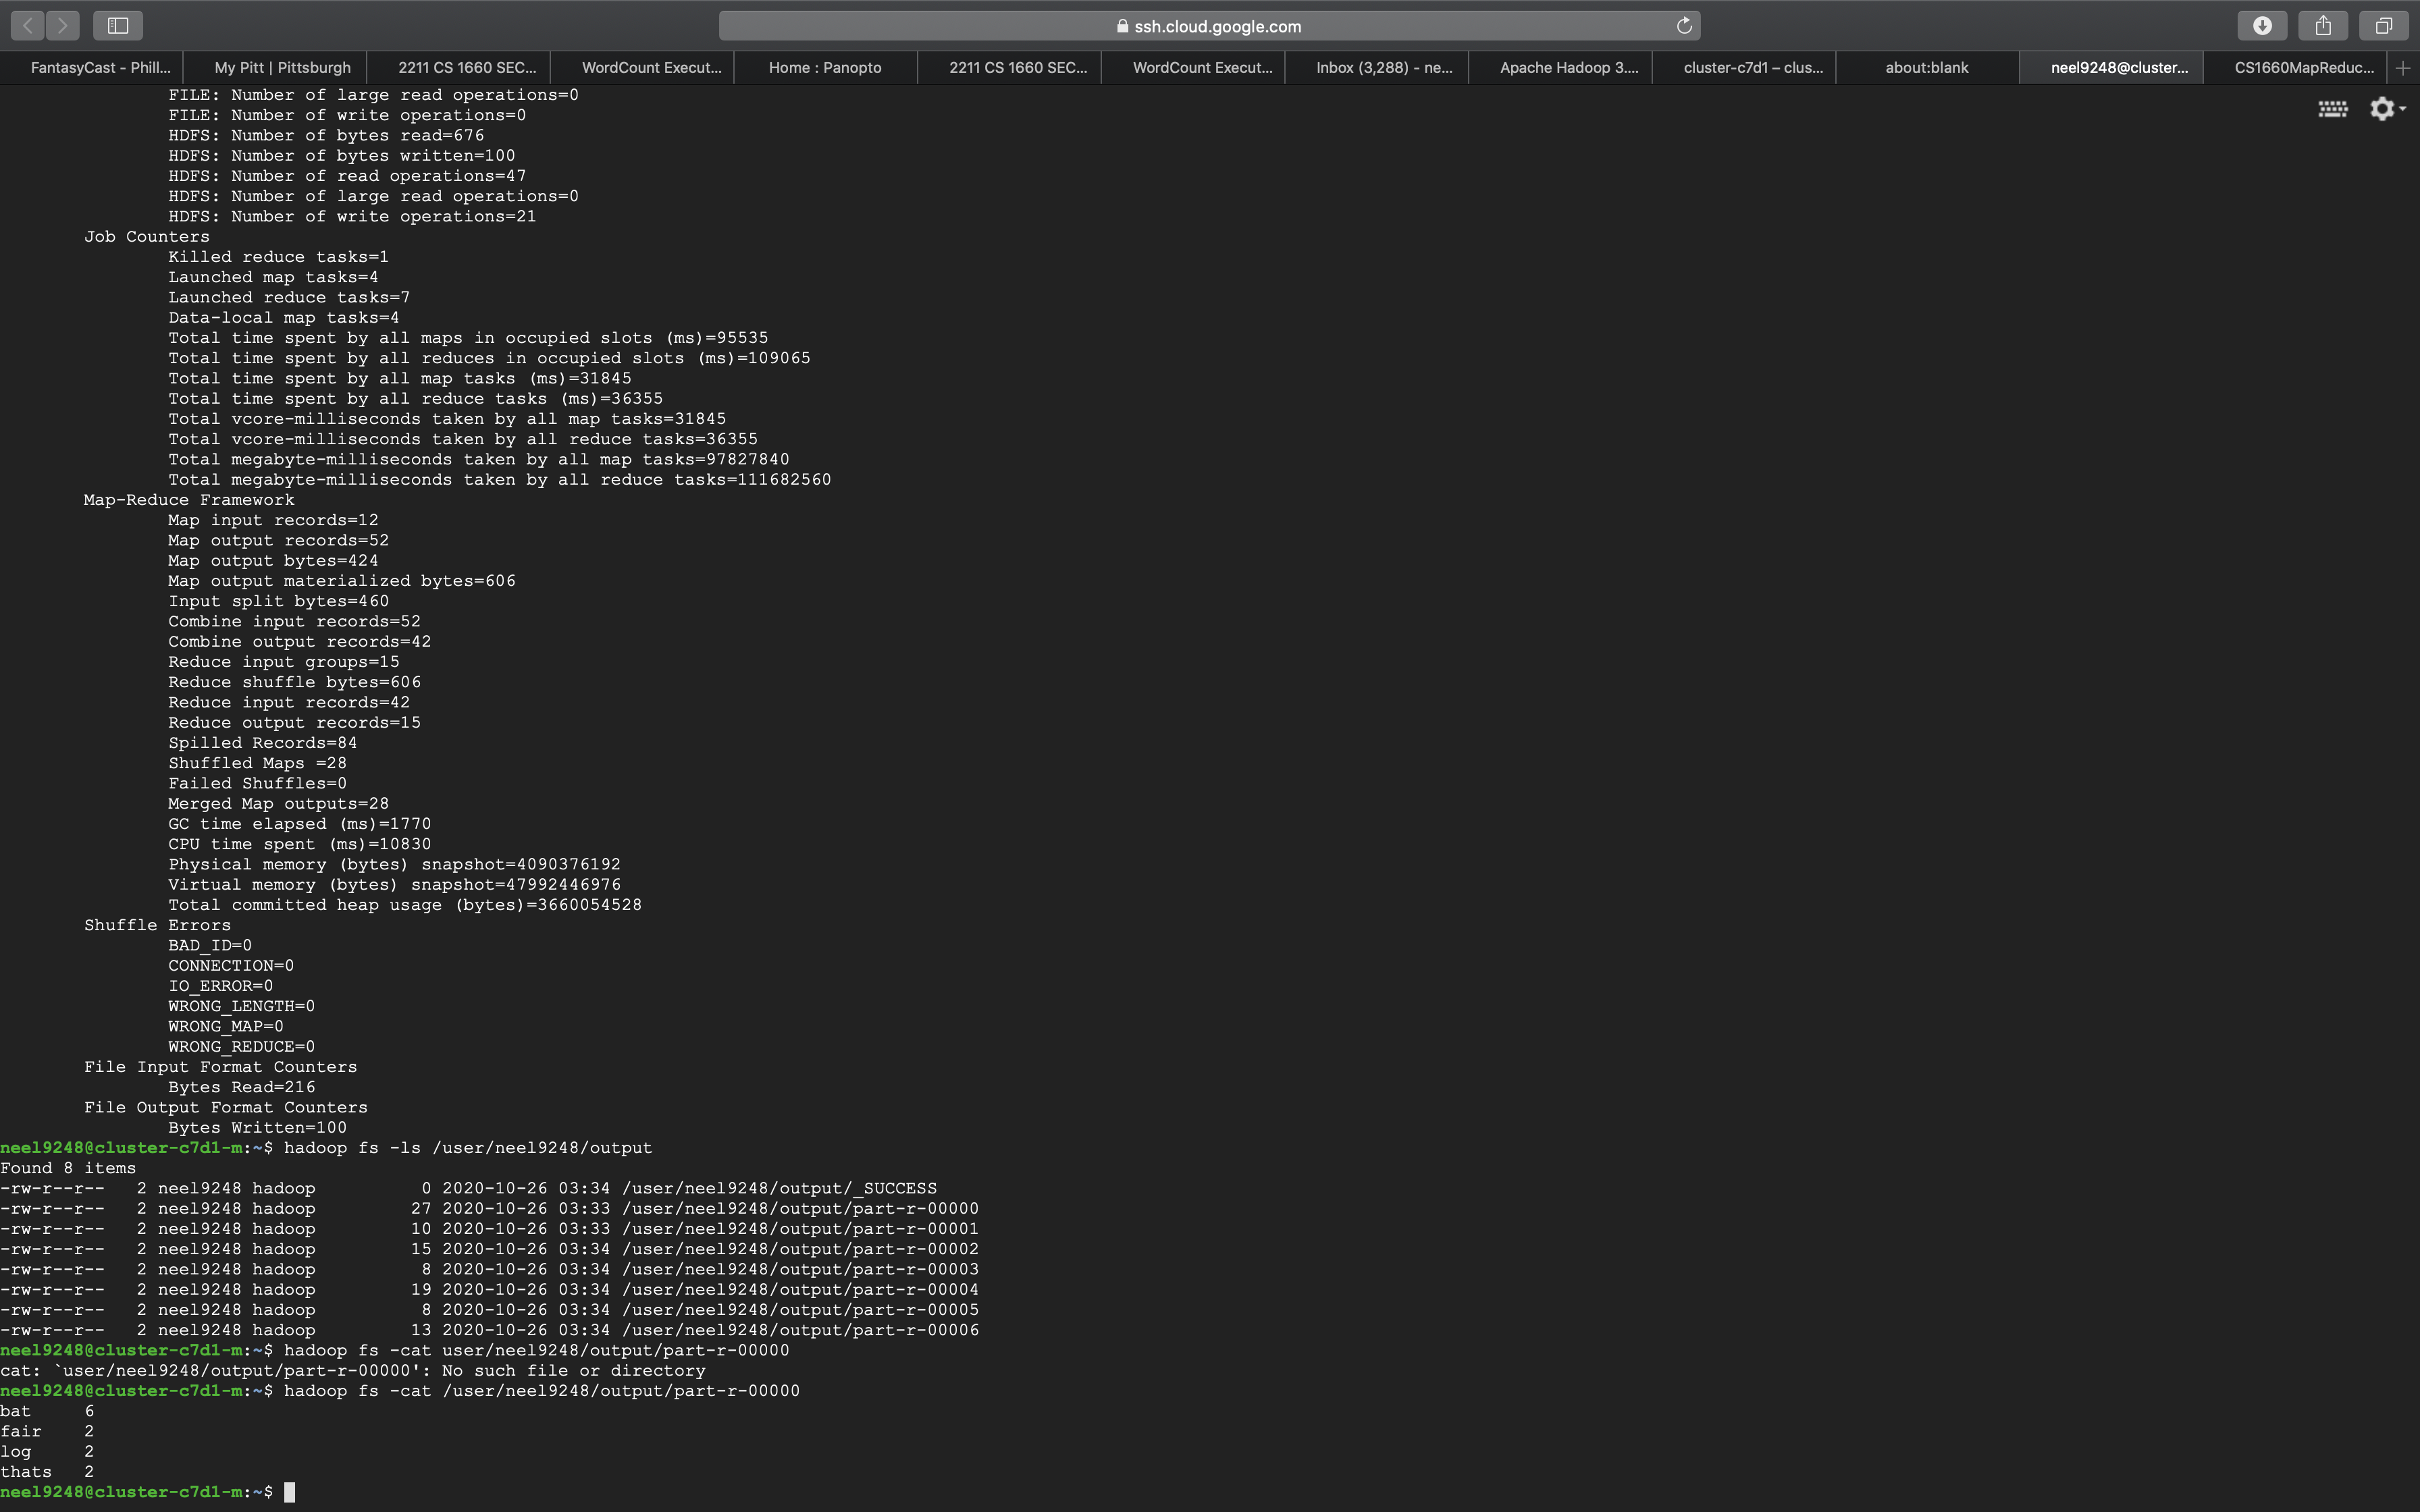 ssh.cloud.google.com
FantasyCast - Phill... My Pitt | Pittsburgh 2211 CS 1660 SEC... WordCount Execut... Home : Panopto 2211 CS 1660 SEC... WordCount Execut... Inbox (3,288) - ne... Apache Hadoop 3.... cluster-c7d1 – clus... about:blank neel9248@cluster... CS1660MapReduc...
FILE: Number of large read operations=0
FILE: Number of write operations=0
HDFS: Number of bytes read=676
HDFS: Number of bytes written=100
HDFS: Number of read operations=47
HDFS: Number of large read operations=0
HDFS: Number of write operations=21
Job Counters
Killed reduce tasks=1
Launched map tasks=4
Launched reduce tasks=7
Data-local map tasks=4
Total time spent by all maps in occupied slots (ms)=95535
Total time spent by all reduces in occupied slots (ms)=109065
Total time spent by all map tasks (ms)=31845
Total time spent by all reduce tasks (ms)=36355
Total vcore-milliseconds taken by all map tasks=31845
Total vcore-milliseconds taken by all reduce tasks=36355
Total megabyte-milliseconds taken by all map tasks=97827840
Total megabyte-milliseconds taken by all reduce tasks=111682560
Map-Reduce Framework
Map input records=12
Map output records=52
Map output bytes=424
Map output materialized bytes=606
Input split bytes=460
Combine input records=52
Combine output records=42
Reduce input groups=15
Reduce shuffle bytes=606
Reduce input records=42
Reduce output records=15
Spilled Records=84
Shuffled Maps =28
Failed Shuffles=0
Merged Map outputs=28
GC time elapsed (ms)=1770
CPU time spent (ms)=10830
Physical memory (bytes) snapshot=4090376192
Virtual memory (bytes) snapshot=47992446976
Total committed heap usage (bytes)=3660054528
Shuffle Errors
BAD_ID=0
CONNECTION=0
IO_ERROR=0
WRONG_LENGTH=0
WRONG_MAP=0
WRONG_REDUCE=0
File Input Format Counters
Bytes Read=216
File Output Format Counters
Bytes Written=100
neel9248@cluster-c7d1-m:~$ hadoop fs -ls /user/neel9248/output
Found 8 items
-rw-r--r-- 2 neel9248 hadoop 0 2020-10-26 03:34 /user/neel9248/output/_SUCCESS
-rw-r--r-- 2 neel9248 hadoop 27 2020-10-26 03:33 /user/neel9248/output/part-r-00000
-rw-r--r-- 2 neel9248 hadoop 10 2020-10-26 03:33 /user/neel9248/output/part-r-00001
-rw-r--r-- 2 neel9248 hadoop 15 2020-10-26 03:34 /user/neel9248/output/part-r-00002
-rw-r--r-- 2 neel9248 hadoop 8 2020-10-26 03:34 /user/neel9248/output/part-r-00003
-rw-r--r-- 2 neel9248 hadoop 19 2020-10-26 03:34 /user/neel9248/output/part-r-00004
-rw-r--r-- 2 neel9248 hadoop 8 2020-10-26 03:34 /user/neel9248/output/part-r-00005
-rw-r--r-- 2 neel9248 hadoop 13 2020-10-26 03:34 /user/neel9248/output/part-r-00006
neel9248@cluster-c7d1-m:~$ hadoop fs -cat user/neel9248/output/part-r-00000
cat: `user/neel9248/output/part-r-00000': No such file or directory
neel9248@cluster-c7d1-m:~$ hadoop fs -cat /user/neel9248/output/part-r-00000
bat 6
fair 2
log 2
thats 2
neel9248@cluster-c7d1-m:~$